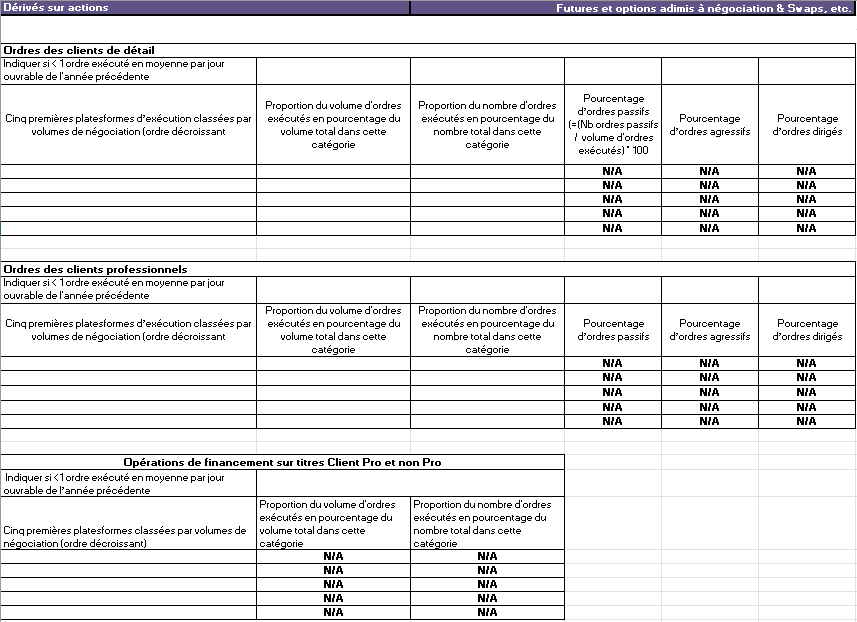 Dérivés sur actions
Futures et options adimis à négociation & Swaps, etc.
Ordres des clients de détail
Indiquer si < 1 ordre exécuté en moyenne par jour
ouvrable de l'année précédente
Cinq premières platesformes d'exécution classées par
volumes de négociation (ordre décroissant
Proportion du volume d'ordres
exécutés en pourcentage du
volume total dans cette
catégorie
Proportion du nombre d'ordres
exécutés en pourcentage du
nombre total dans cette
catégorie
Pourcentage
d'ordres passifs
(=(Nb ordres passifs
/ volume d'ordres
exécutés) * 100
Pourcentage
d'ordres agressifs
Pourcentage
d'ordres dirigés
N/A N/A N/A
N/A N/A N/A
N/A N/A N/A
N/A N/A N/A
N/A N/A N/A
Ordres des clients professionnels
Indiquer si < 1 ordre exécuté en moyenne par jour
ouvrable de l'année précédente
Cinq premières platesformes d'exécution classées par
volumes de négociation (ordre décroissant
Proportion du volume d'ordres
exécutés en pourcentage du
volume total dans cette
catégorie
Proportion du nombre d'ordres
exécutés en pourcentage du
nombre total dans cette
catégorie
Pourcentage
d'ordres passifs
Pourcentage
d'ordres agressifs
Pourcentage
d'ordres dirigés
N/A N/A N/A
N/A N/A N/A
N/A N/A N/A
N/A N/A N/A
N/A N/A N/A
Opérations de financement sur titres Client Pro et non Pro
Indiquer si < 1 ordre exécuté en moyenne par jour
ouvrable de l'année précédente
Cinq premières platesformes classées par volumes de
négociation (ordre décroissant)
Proportion du volume d'ordres
exécutés en pourcentage du
volume total dans cette
catégorie
Proportion du nombre d'ordres
exécutés en pourcentage du
nombre total dans cette
catégorie
N/A N/A
N/A N/A
N/A N/A
N/A N/A
N/A N/A